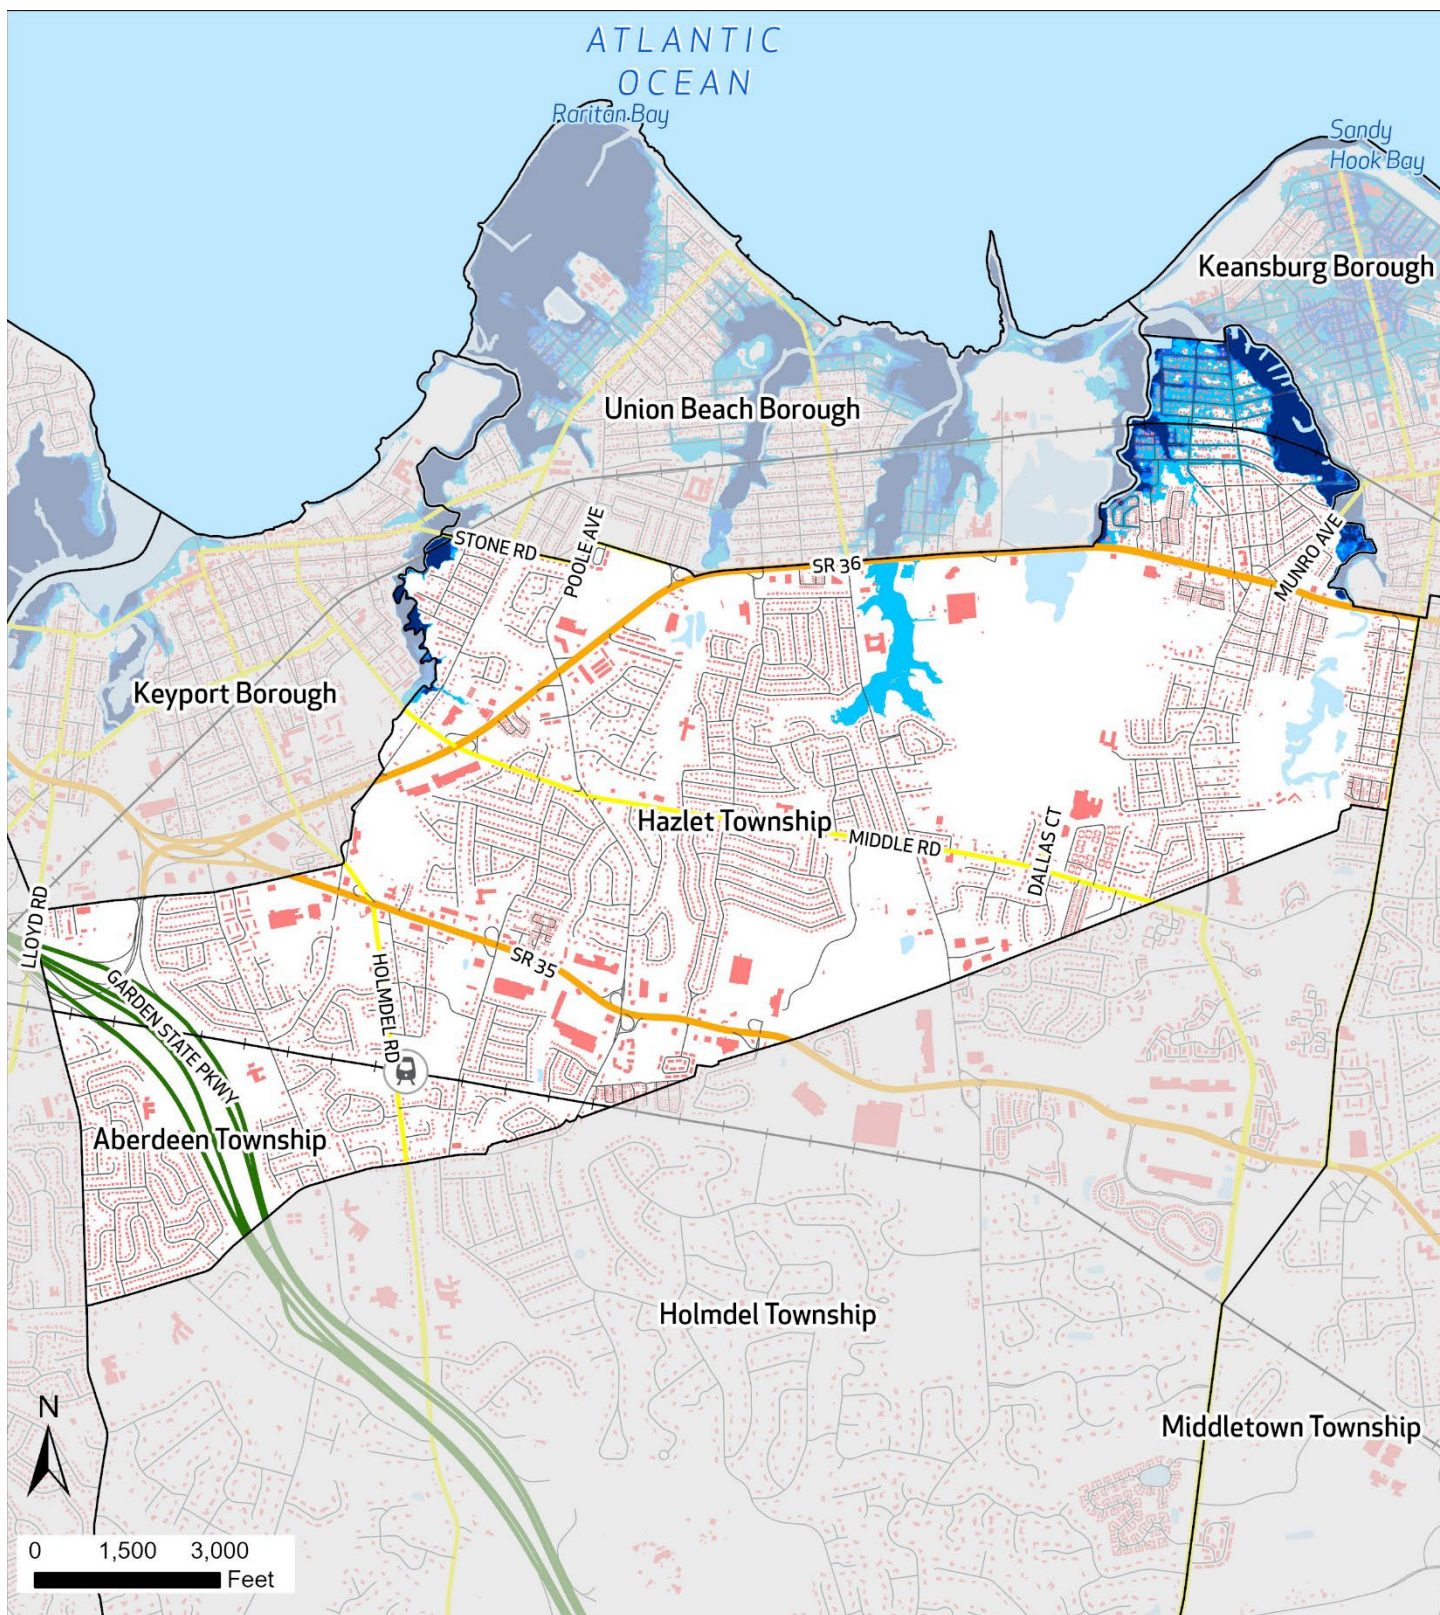 ATLANTIC
OCEAN
Raritan Bay
Sandy
Hook Bay
Keansburg Borough
Union Beach Borough
STONE RD
POOLE AVE
SR 36
MUNRO AVE
Keyport Borough
Hazlet Township
MIDDLE RD
DALLAS CT
LLOYD RD
GARDEN STATE PKWY
HOLMDEL RD
SR 35
Aberdeen Township
Holmdel Township
Middletown Township
N
0 1,500 3,000
Feet